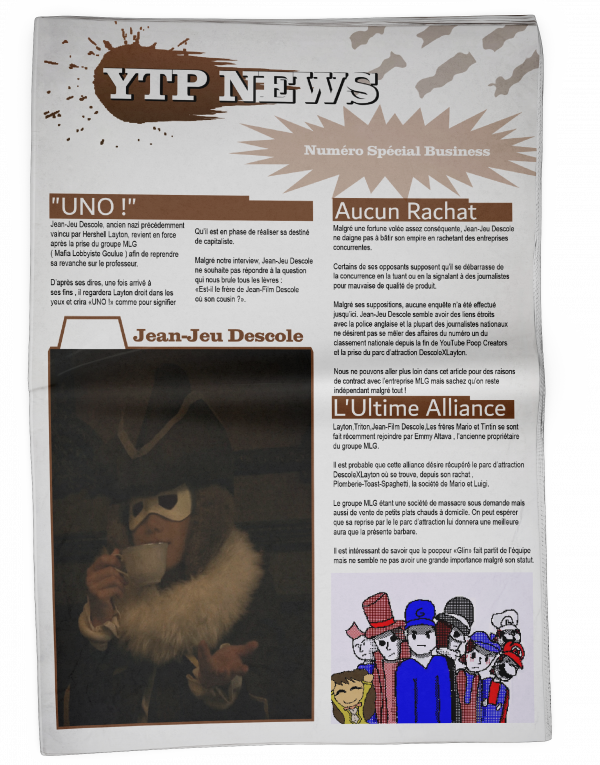 YTP NEWS
Numéro Spécial Business
"UNO !"
Jean-Jeu Descole, ancien nazi précédemment
vaincu par Hershell Layton, revient en force
après la prise du groupe MLG
( Mafia Lobbyiste Goulue ) afin de reprendre
sa revanche sur le professeur.
D'après ses dires, une fois arrivé à
ses fins , il regardera Layton droit dans les
yeux et crira «UNO !» comme pour signifier
Qu'il est en phase de réaliser sa destiné
de capitaliste.
Malgré notre interview, Jean-Jeu Descole
ne souhaite pas répondre à la question
qui nous brule tous les lèvres :
«Est-il le frère de Jean-Film Descole
où son cousin ?».
Jean-Jeu Descole
Aucun Rachat
Malgré une fortune volée assez conséquente, Jean-Jeu Descole
ne daigne pas à bâtir son empire en rachetant des entreprises
concurrentes.
Certains de ses opposants supposent qu'il se débarrasse de
la concurrence en la tuant ou en la signalant à des journalistes
pour mauvaise de qualité de produit.
Malgré ses suppositions, aucune enquête n'a été efféctué
jusqu'ici. Jean-Jeu Descole semble avoir des liens étroits
avec la police anglaise et la plupart des journalistes nationaux
ne désirent pas se mêler des affaires du numéro un du
classement nationale depuis la fin de YouTube Poop Creators
et la prise du parc d'attraction DescoleXLayton.
Nous ne pouvons aller plus loin dans cet article pour des raisons
de contract avec l'entreprise MLG mais sachez qu'on reste
indépendant malgré tout !
L'Ultime Alliance
Layton,Triton,Jean-Film Descole,Les frères Mario et Tintin se sont
fait récemment rejoindre par Emmy Altava , l'ancienne propriétaire
du groupe MLG.
Il est probable que cette alliance désire récupéré le parc d'attraction
DescoleXLayton où se trouve, depuis son rachat ,
Plomberie-Toast-Spaghetti, la société de Mario et Luigi.
Le groupe MLG étant une société de massacre sous demande mais
aussi de vente de petits plats chauds à domicile. On peut espérer
que sa reprise par le le parc d'attraction lui donnera une meilleure
aura que la présente barbare.
Il est intéressant de savoir que le poopeur «Glin» fait partit de l'équipe
mais ne semble ne pas avoir une grande importance malgré son statut.